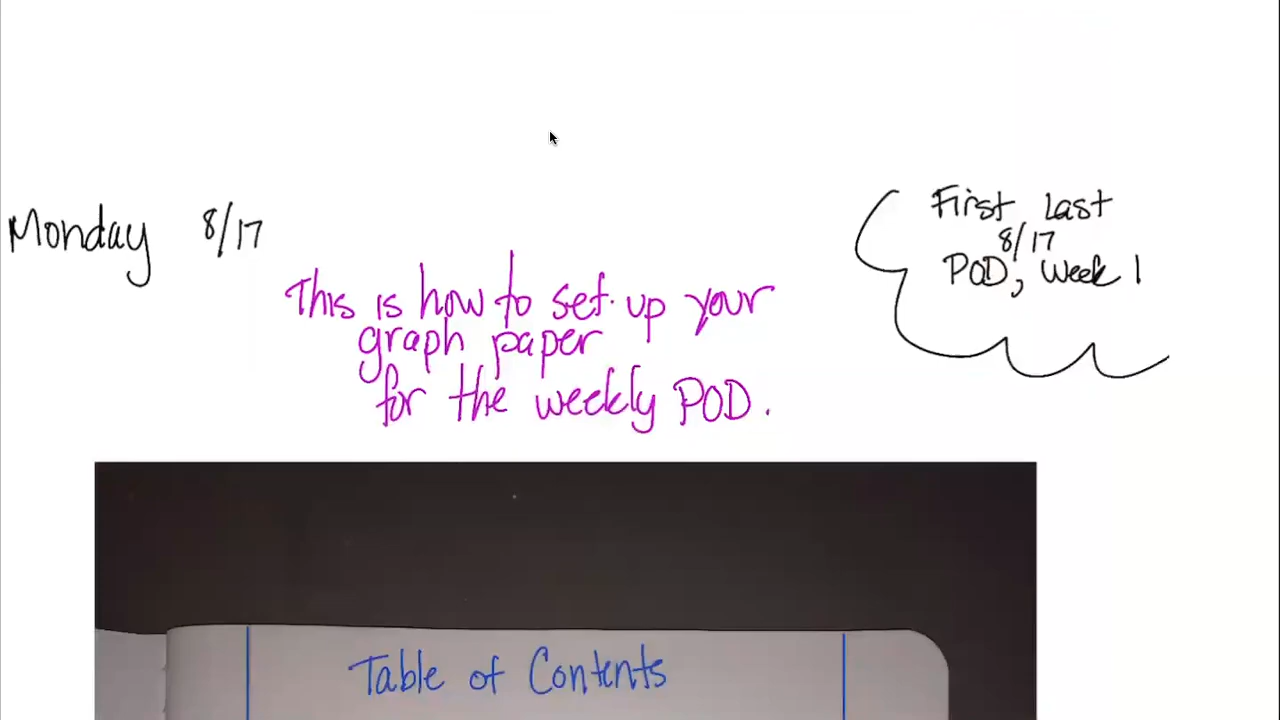 Monday 8/17
This is how to set up your
graph paper
for the weekly POD.
First Last
8/17
POD, Week 1
Table of Contents